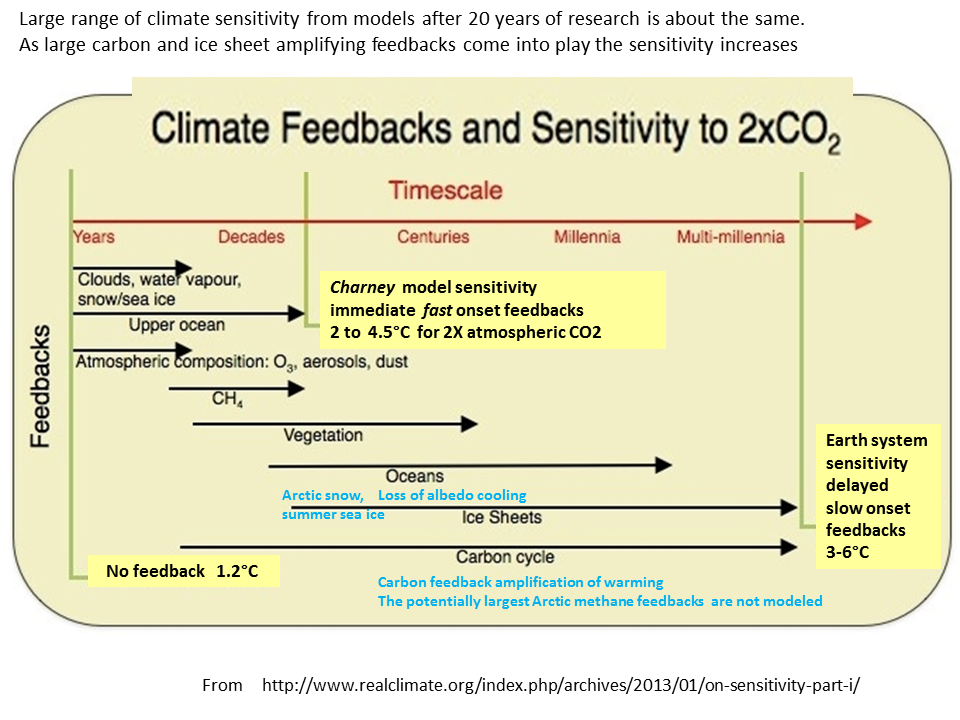 Large range of climate sensitivity from models after 20 years of research is about the same.
As large carbon and ice sheet amplifying feedbacks come into play the sensitivity increases
Climate Feedbacks and Sensitivity to 2xCO₂
Timescale
Years Decades Centuries Millennia Multi-millennia
Feedbacks
Clouds, water vapour,
snow/sea ice
Upper ocean
Charney model sensitivity
immediate fast onset feedbacks
2 to 4.5°C for 2X atmospheric CO2
Atmospheric composition: O₃, aerosols, dust
CH₄
Vegetation
Oceans
Arctic snow, Loss of albedo cooling
summer sea ice
Ice Sheets
Carbon cycle
Earth system
sensitivity
delayed
slow onset
feedbacks
3-6°C
No feedback 1.2°C
Carbon feedback amplification of warming
The potentially largest Arctic methane feedbacks are not modeled
From http://www.realclimate.org/index.php/archives/2013/01/on-sensitivity-part-i/